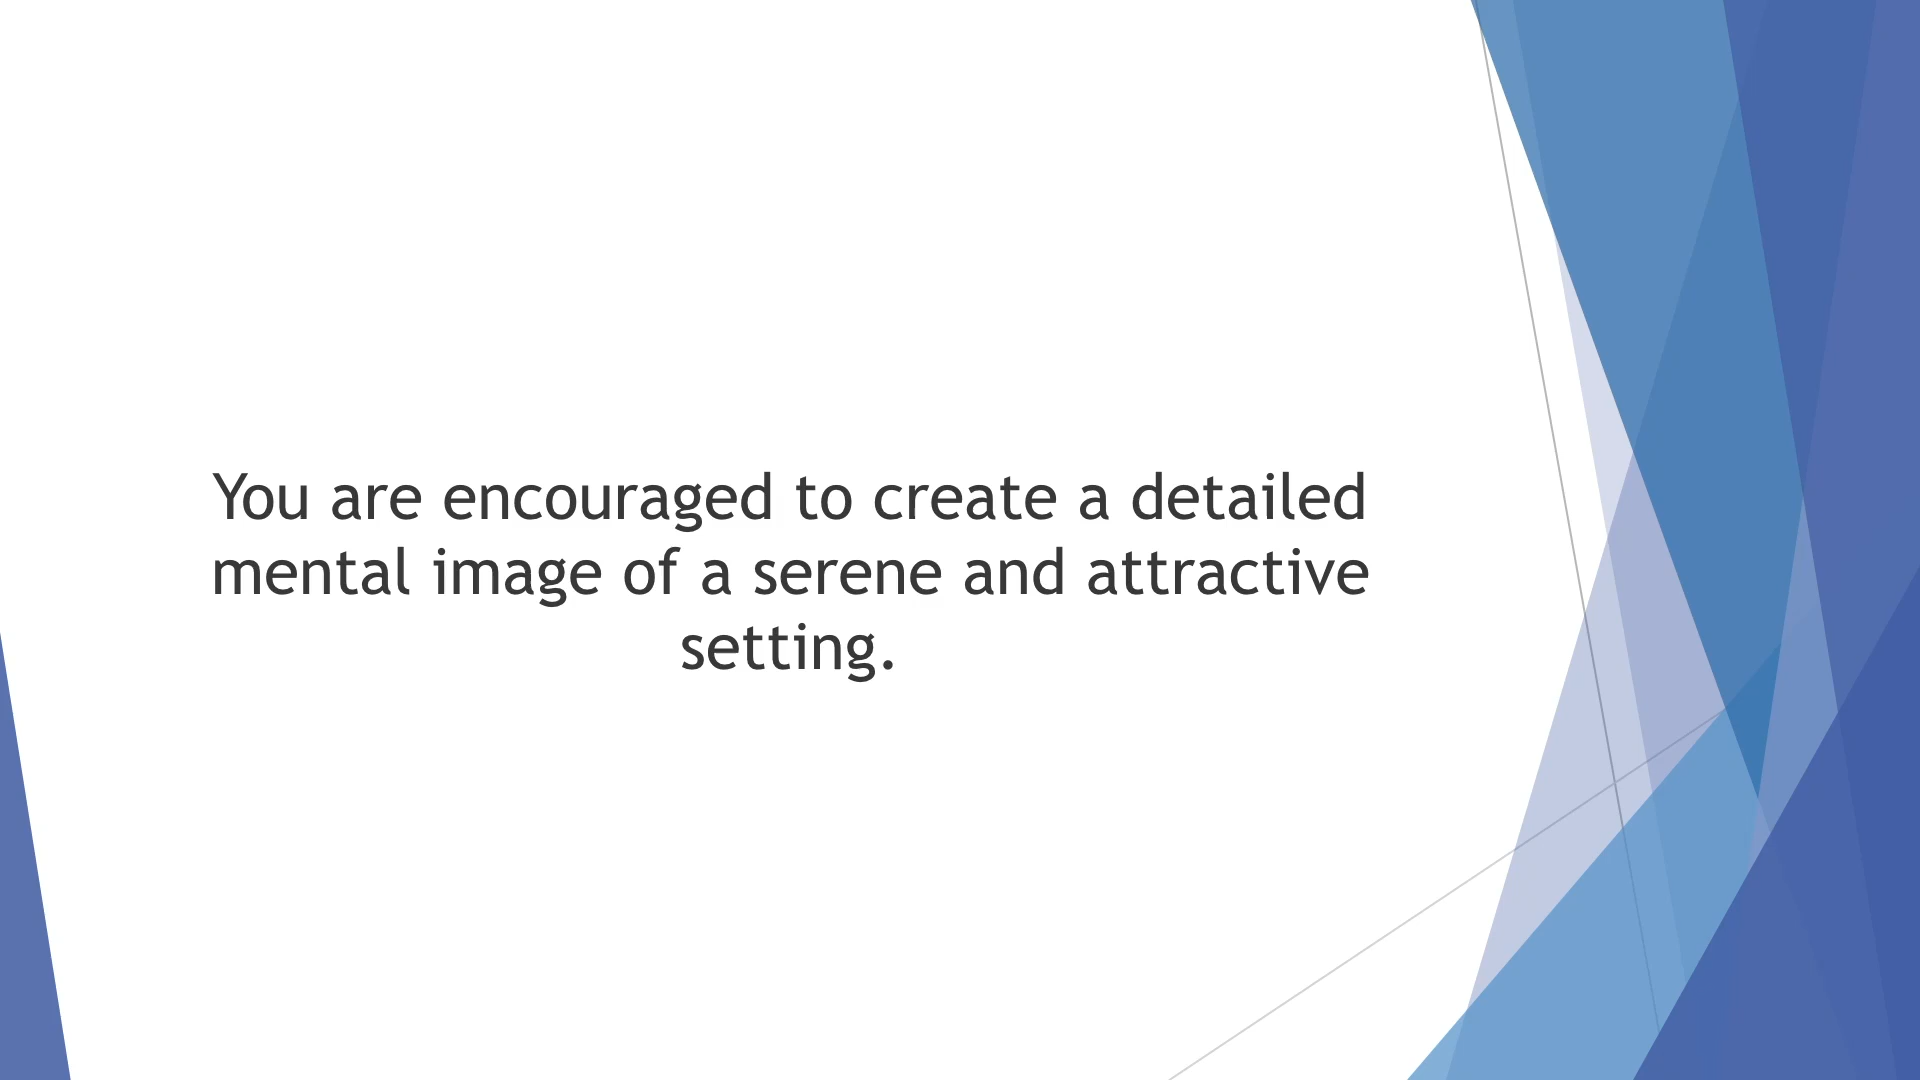 You are encouraged to create a detailed
mental image of a serene and attractive
setting.